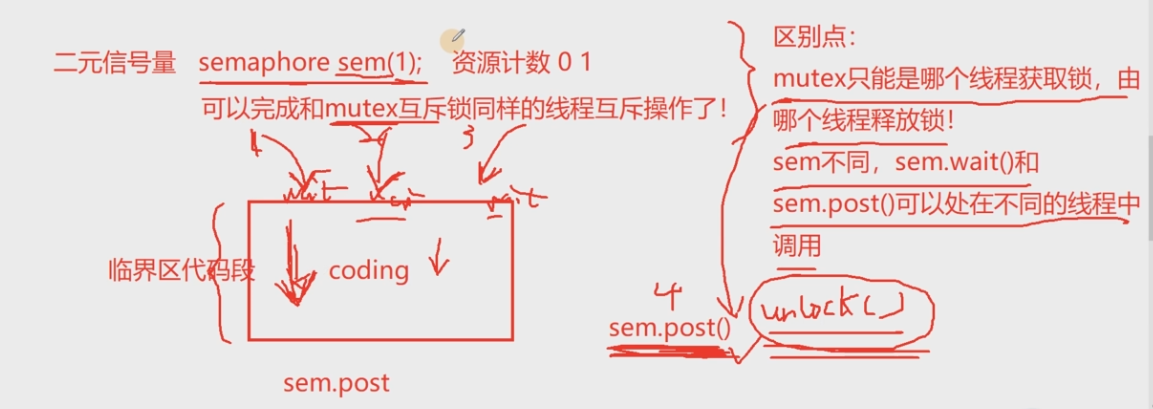 二元信号量 semaphore sem(1); 资源计数 0 1
可以完成和mutex互斥锁同样的线程互斥操作了！
1 2 3
wait wait wait
临界区代码段 coding
sem.post
区别点：
mutex只能是哪个线程获取锁，由
哪个线程释放锁！
sem不同，sem.wait()和
sem.post()可以处在不同的线程中
调用
4
sem.post() unlock()